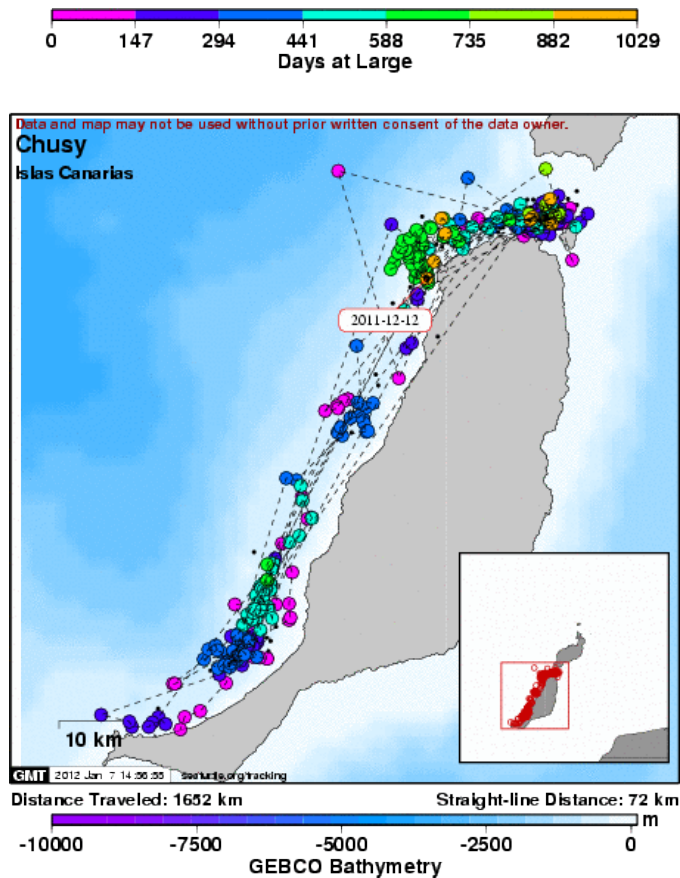 0 147 294 441 588 735 882 1029
Days at Large
Data and map may not be used without prior written consent of the data owner.
Chusy
Islas Canarias
2011-12-12
10 km
GMT 2012 Jan 7 14:56:55 seaturtle.org/tracking
Distance Traveled: 1652 km Straight-line Distance: 72 km
-10000 -7500 -5000 -2500 0 m
GEBCO Bathymetry